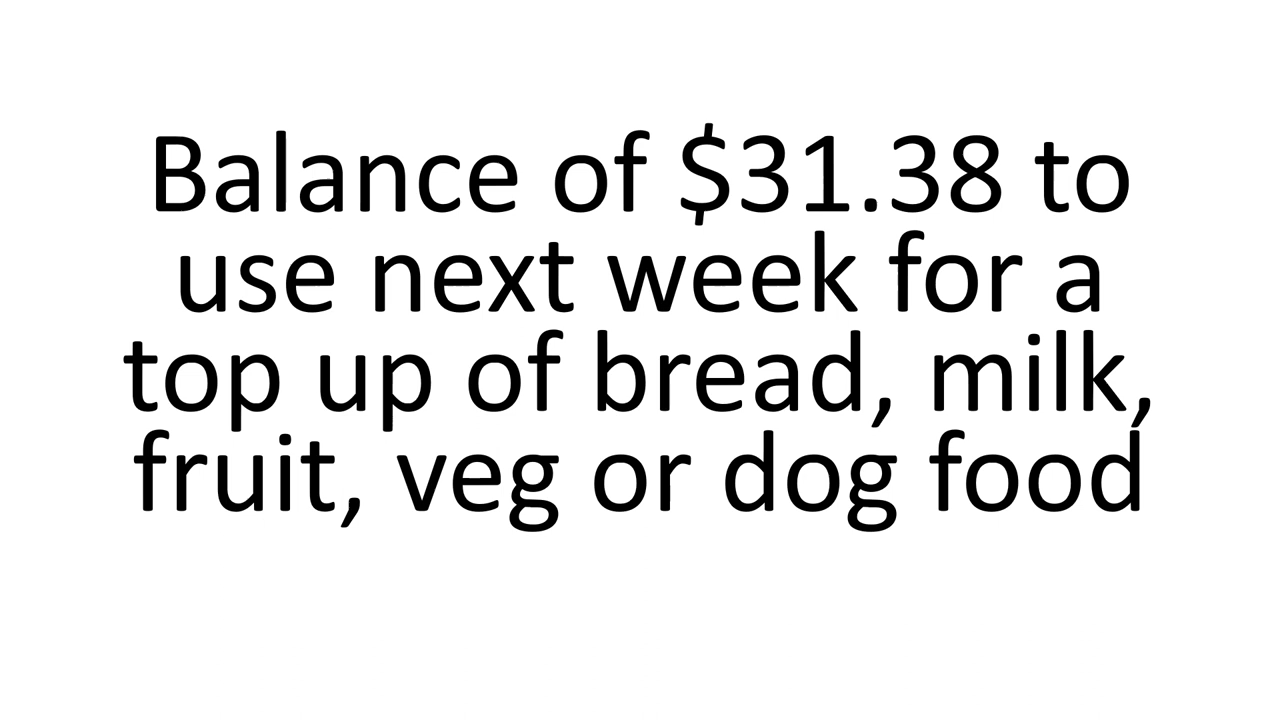 Balance of $31.38 to
use next week for a
top up of bread, milk,
fruit, veg or dog food